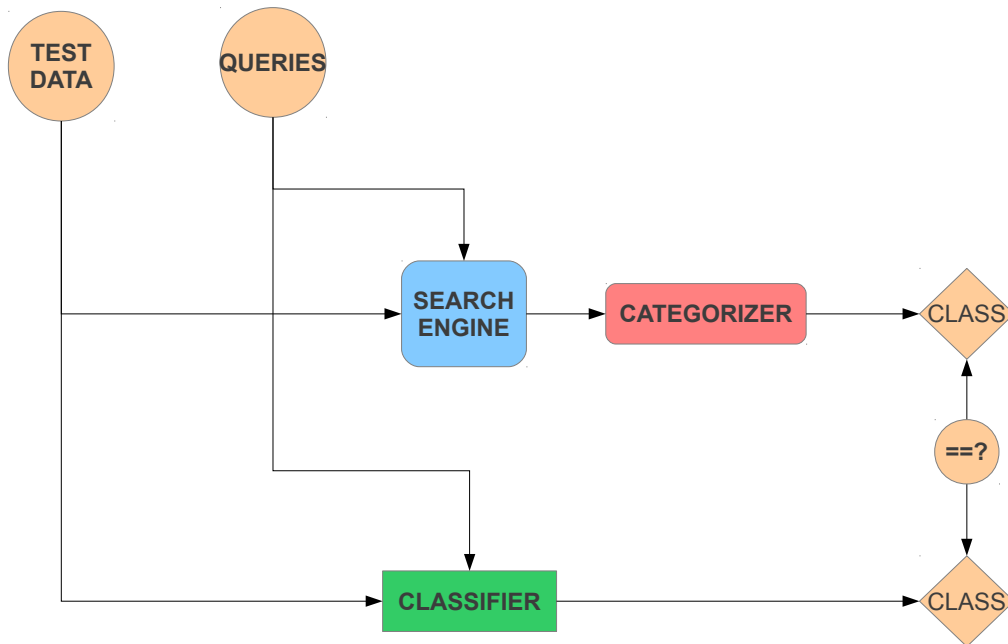 TEST
DATA
QUERIES
SEARCH
ENGINE
CATEGORIZER
CLASS
==?
CLASSIFIER
CLASS